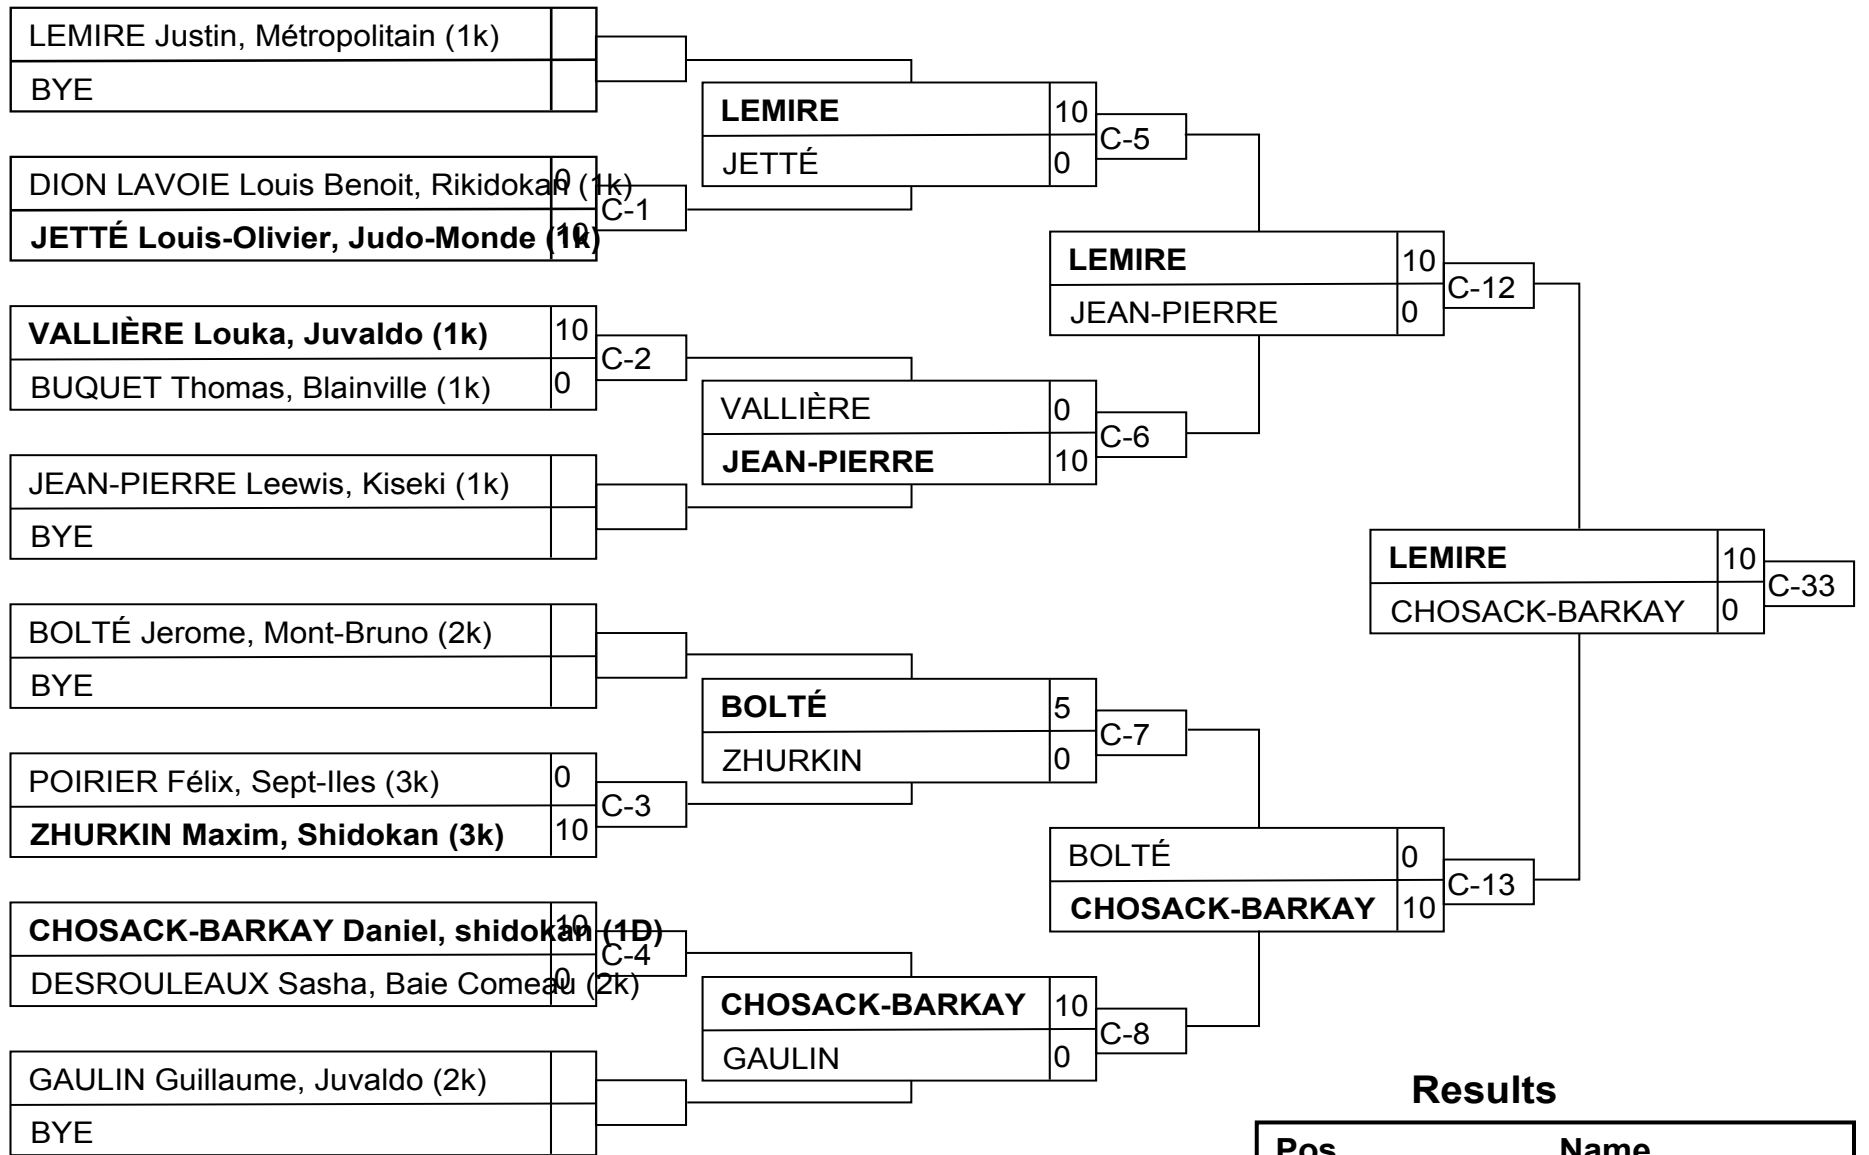 LEMIRE Justin, Métropolitain (1k)
BYE
DION LAVOIE Louis Benoit, Rikidokan (1k) 0
C-1
JETTÉ Louis-Olivier, Judo-Monde (1k) 10
VALLIÈRE Louka, Juvaldo (1k) 10
C-2
BUQUET Thomas, Blainville (1k) 0
JEAN-PIERRE Leewis, Kiseki (1k)
BYE
BOLTÉ Jerome, Mont-Bruno (2k)
BYE
POIRIER Félix, Sept-Iles (3k) 0
C-3
ZHURKIN Maxim, Shidokan (3k) 10
CHOSACK-BARKAY Daniel, shidokan (1D) 10
C-4
DESROULEAUX Sasha, Baie Comeau (2k) 0
GAULIN Guillaume, Juvaldo (2k)
BYE
LEMIRE 10
C-5
JETTÉ 0
VALLIÈRE 0
C-6
JEAN-PIERRE 10
BOLTÉ 5
C-7
ZHURKIN 0
CHOSACK-BARKAY 10
C-8
GAULIN 0
LEMIRE 10
C-12
JEAN-PIERRE 0
BOLTÉ 0
C-13
CHOSACK-BARKAY 10
LEMIRE 10
C-33
CHOSACK-BARKAY 0
Results
Pos Name